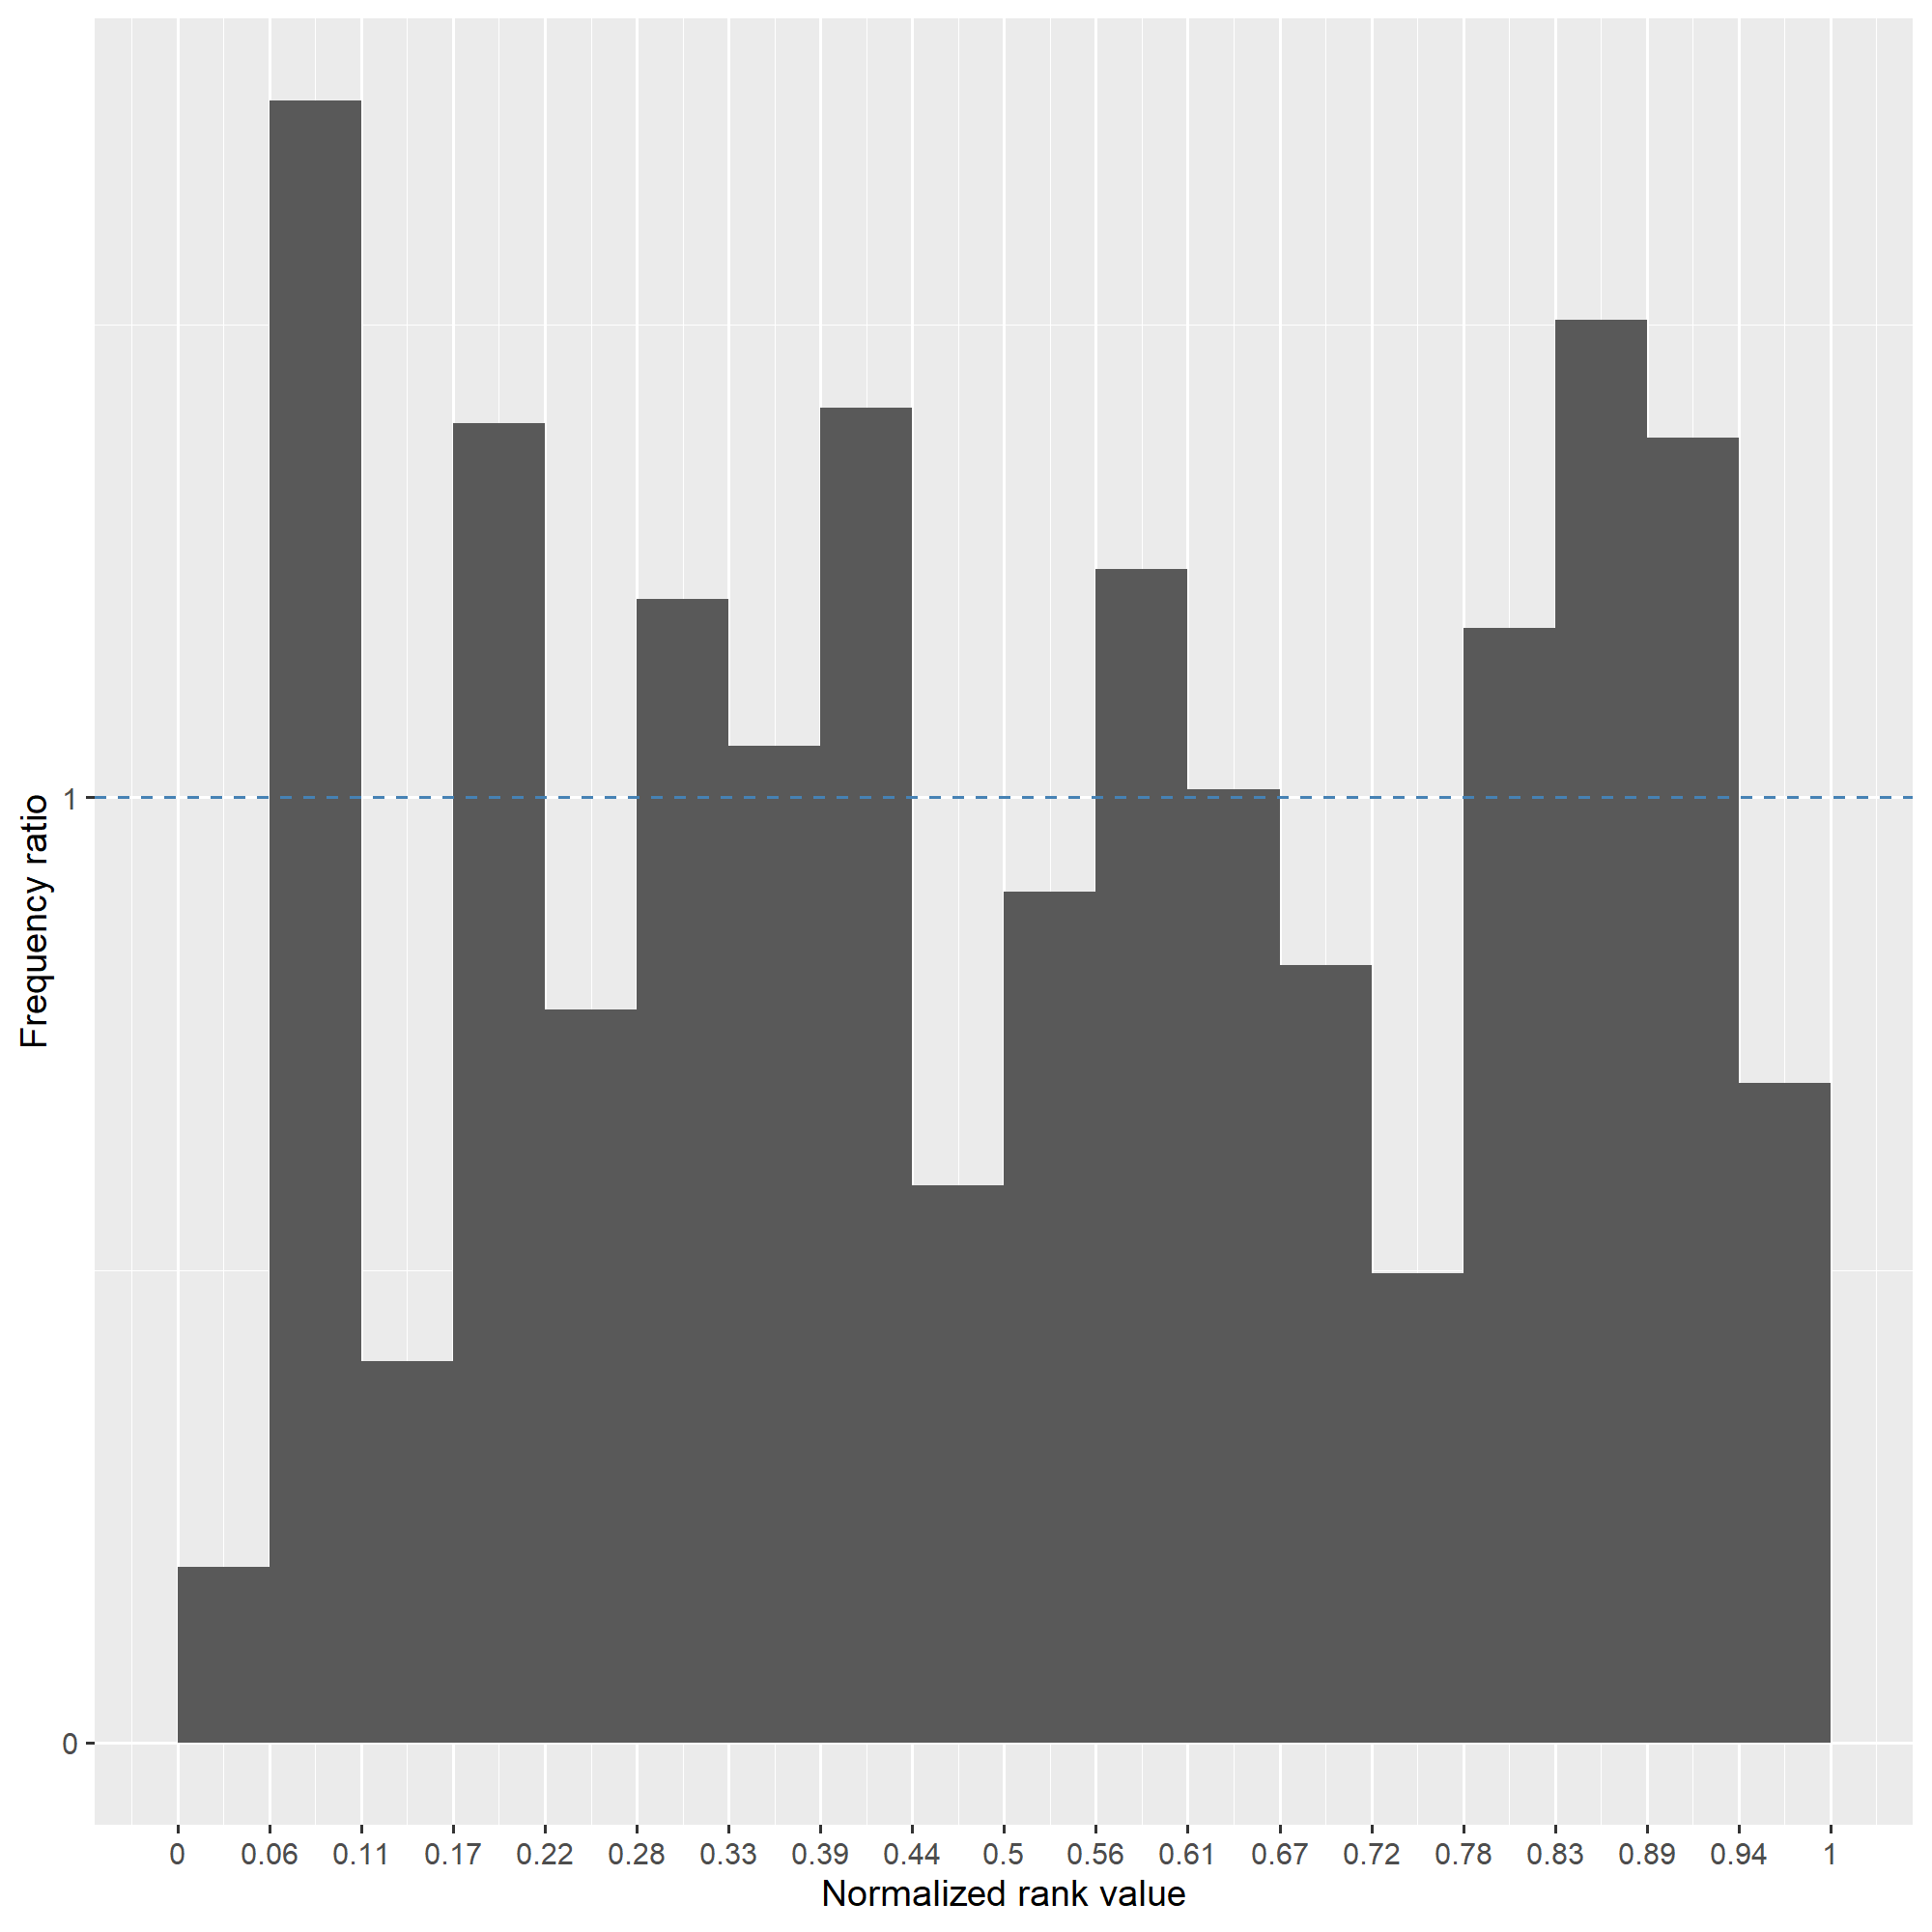 Frequency ratio
1
0
0 0.06 0.11 0.17 0.22 0.28 0.33 0.39 0.44 0.5 0.56 0.61 0.67 0.72 0.78 0.83 0.89 0.94 1
Normalized rank value